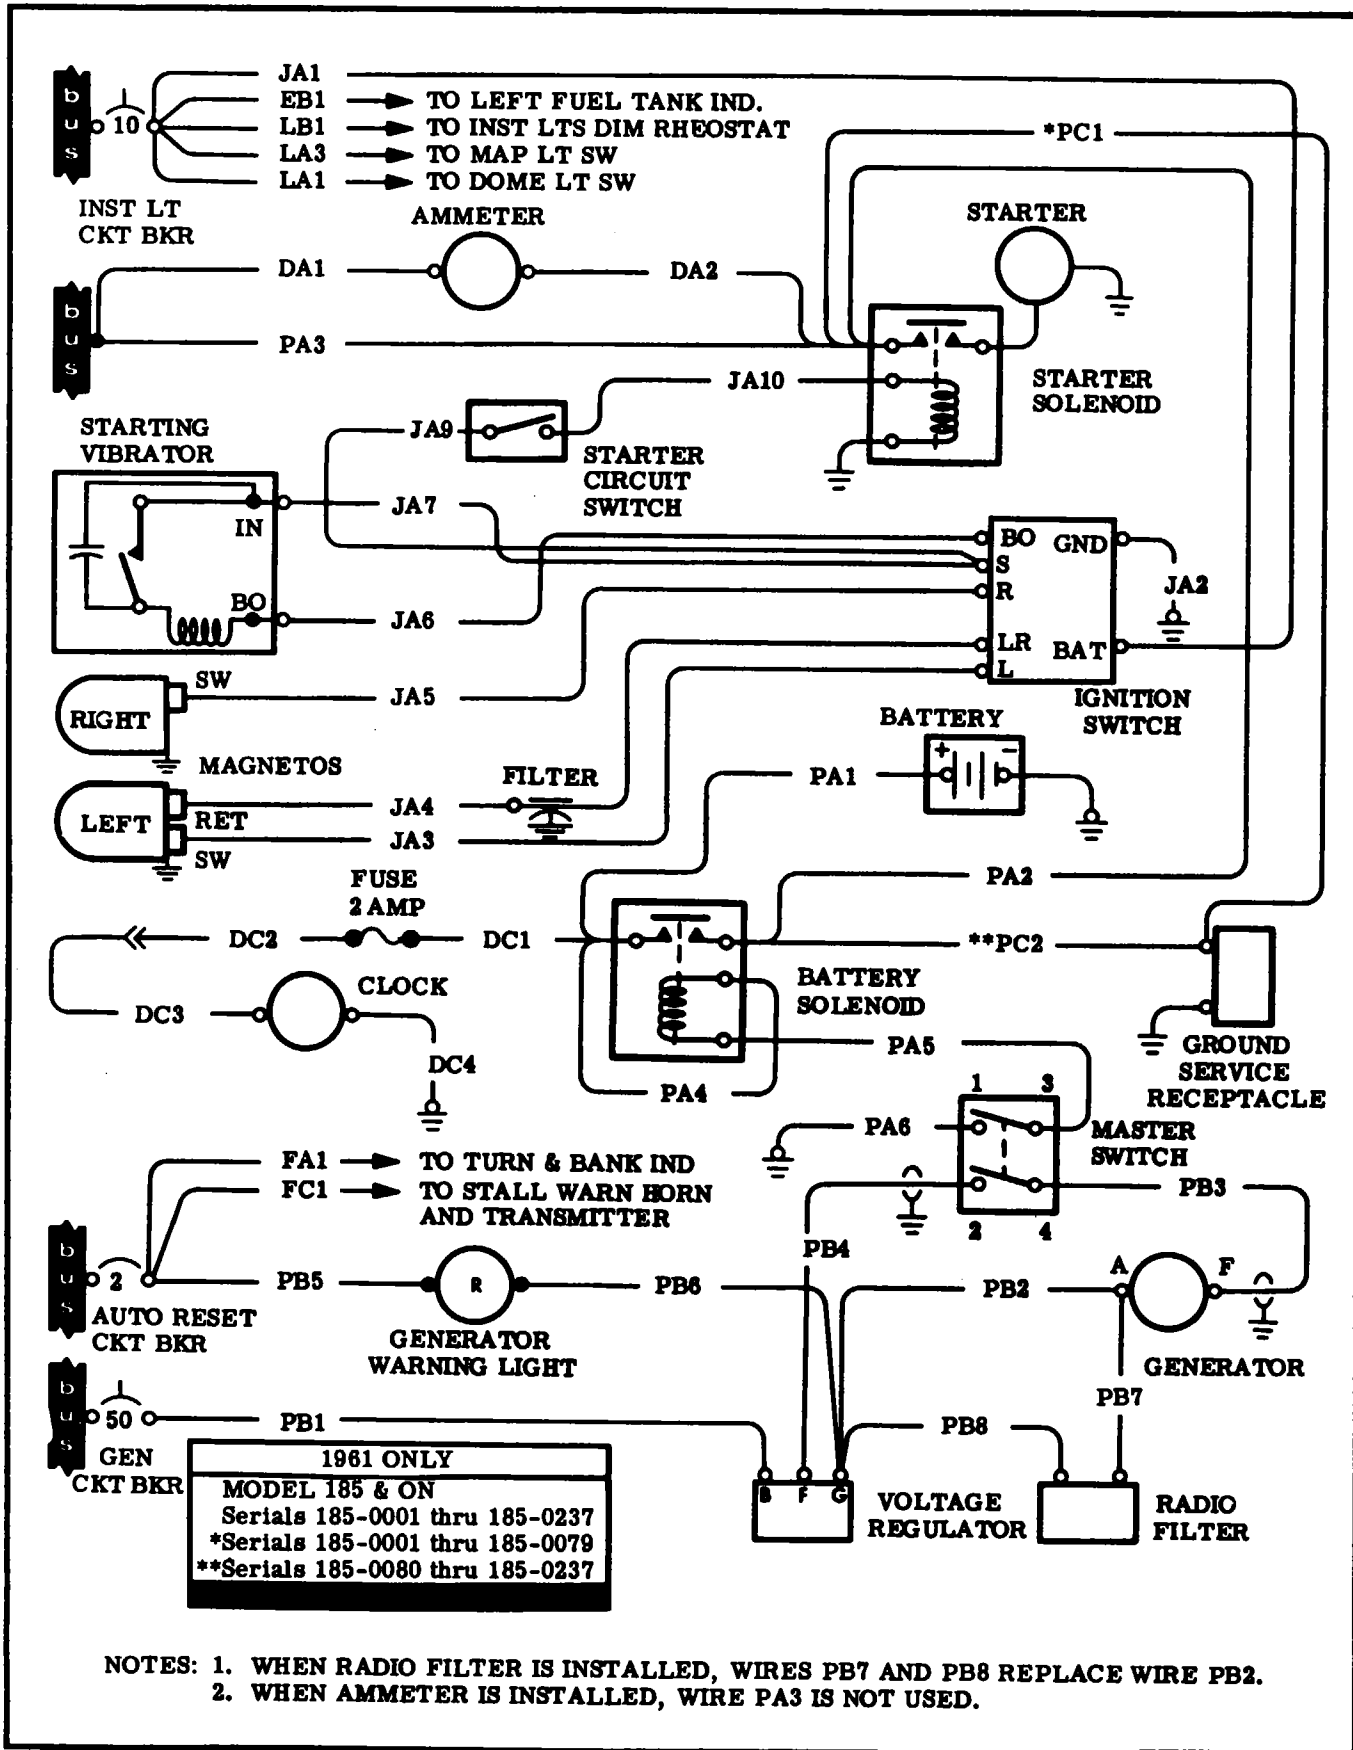 JA1
bus
10
EB1 TO LEFT FUEL TANK IND.
LB1 TO INST LTS DIM RHEOSTAT
LA3 TO MAP LT SW
LA1 TO DOME LT SW
*PC1
INST LT
CKT BKR
AMMETER
STARTER
DA1
DA2
bus
PA3
JA10
STARTER
SOLENOID
STARTING
VIBRATOR
JA9
STARTER
CIRCUIT
SWITCH
IN
JA7
BO
JA6
BO
GND
S
R
LR
BAT
L
JA2
IGNITION
SWITCH
SW
RIGHT
JA5
MAGNETOS
BATTERY
+
−
PA1
FILTER
LEFT
RET
JA4
JA3
SW
FUSE
2 AMP
PA2
DC2
DC1
**PC2
CLOCK
BATTERY
SOLENOID
DC3
DC4
PA5
PA4
GROUND
SERVICE
RECEPTACLE
1
3
PA6
MASTER
SWITCH
2
4
PB3
FA1 TO TURN & BANK IND
FC1 TO STALL WARN HORN
AND TRANSMITTER
PB4
bus
2
PB5
R
PB6
PB2
A
F
AUTO RESET
CKT BKR
GENERATOR
WARNING LIGHT
GENERATOR
PB7
bus
50
PB1
PB8
GEN
CKT BKR
B
F
G
VOLTAGE
REGULATOR
RADIO
FILTER
1961 ONLY
MODEL 185 & ON
Serials 185-0001 thru 185-0237
*Serials 185-0001 thru 185-0079
**Serials 185-0080 thru 185-0237
NOTES: 1. WHEN RADIO FILTER IS INSTALLED, WIRES PB7 AND PB8 REPLACE WIRE PB2.
2. WHEN AMMETER IS INSTALLED, WIRE PA3 IS NOT USED.